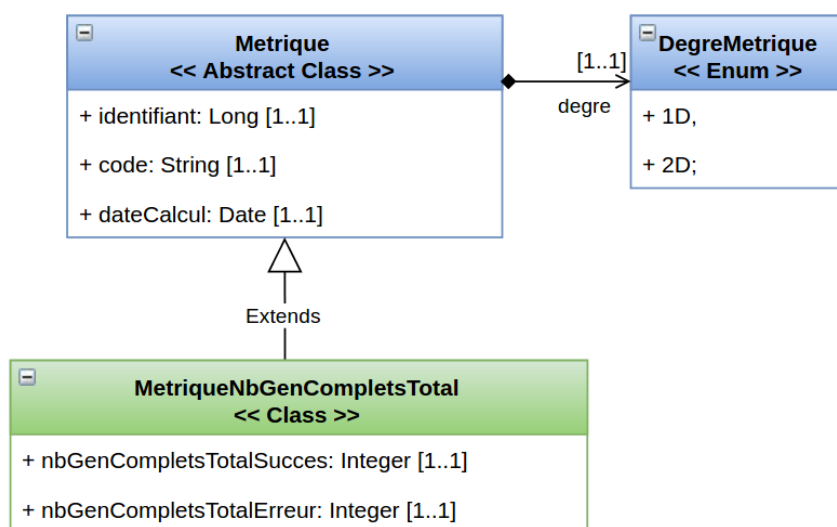 Metrique
<< Abstract Class >>
+ identifiant: Long [1..1]
+ code: String [1..1]
+ dateCalcul: Date [1..1]
[1..1]
degre
DegreMetrique
<< Enum >>
+ 1D,
+ 2D;
Extends
MetriqueNbGenCompletsTotal
<< Class >>
+ nbGenCompletsTotalSucces: Integer [1..1]
+ nbGenCompletsTotalErreur: Integer [1..1]